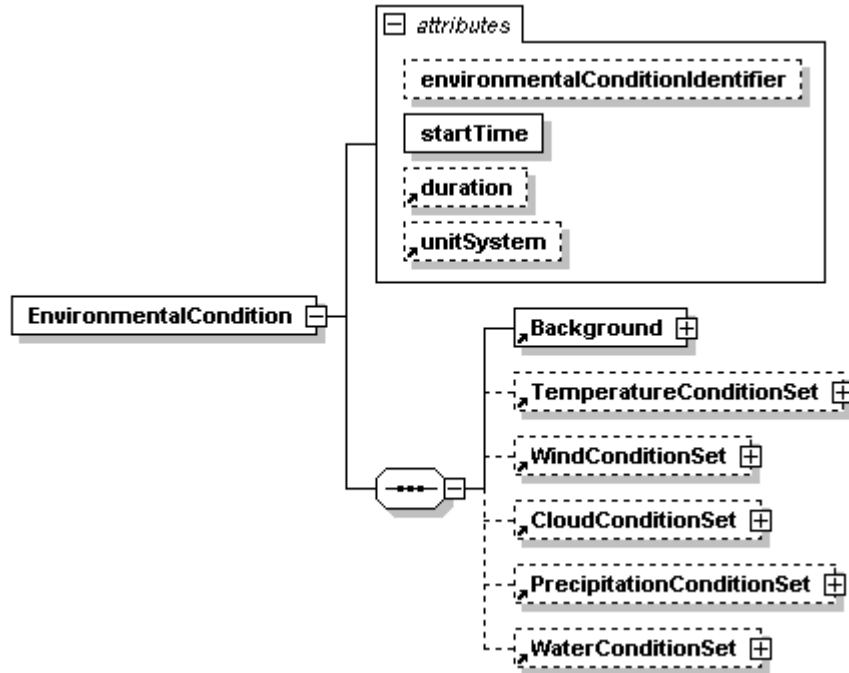 attributes
environmentalConditionIdentifier
startTime
duration
unitSystem
EnvironmentalCondition
Background
TemperatureConditionSet
WindConditionSet
CloudConditionSet
PrecipitationConditionSet
WaterConditionSet